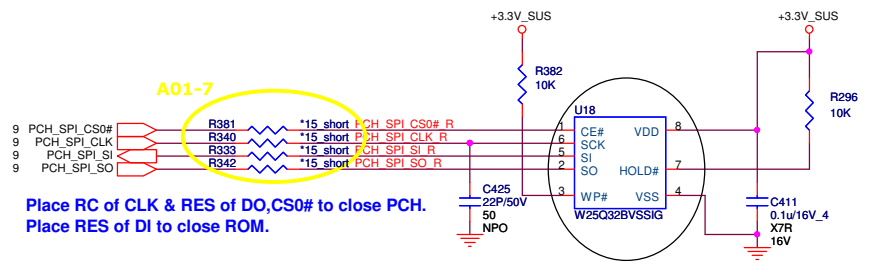 +3.3V_SUS
+3.3V_SUS
A01-7
R382
10K
R296
10K
U18
9 PCH_SPI_CS0# R381 *15_short PCH_SPI_CS0#_R 1 CE# VDD 8
9 PCH_SPI_CLK R340 *15_short PCH_SPI_CLK_R 6 SCK
9 PCH_SPI_SI R333 *15_short PCH_SPI_SI_R 5 SI
9 PCH_SPI_SO R342 *15_short PCH_SPI_SO_R 2 SO HOLD# 7
3 WP# VSS 4
W25Q32BVSSIG
C425
22P/50V
50
NPO
C411
0.1u/16V_4
X7R
16V
Place RC of CLK & RES of DO,CS0# to close PCH.
Place RES of DI to close ROM.